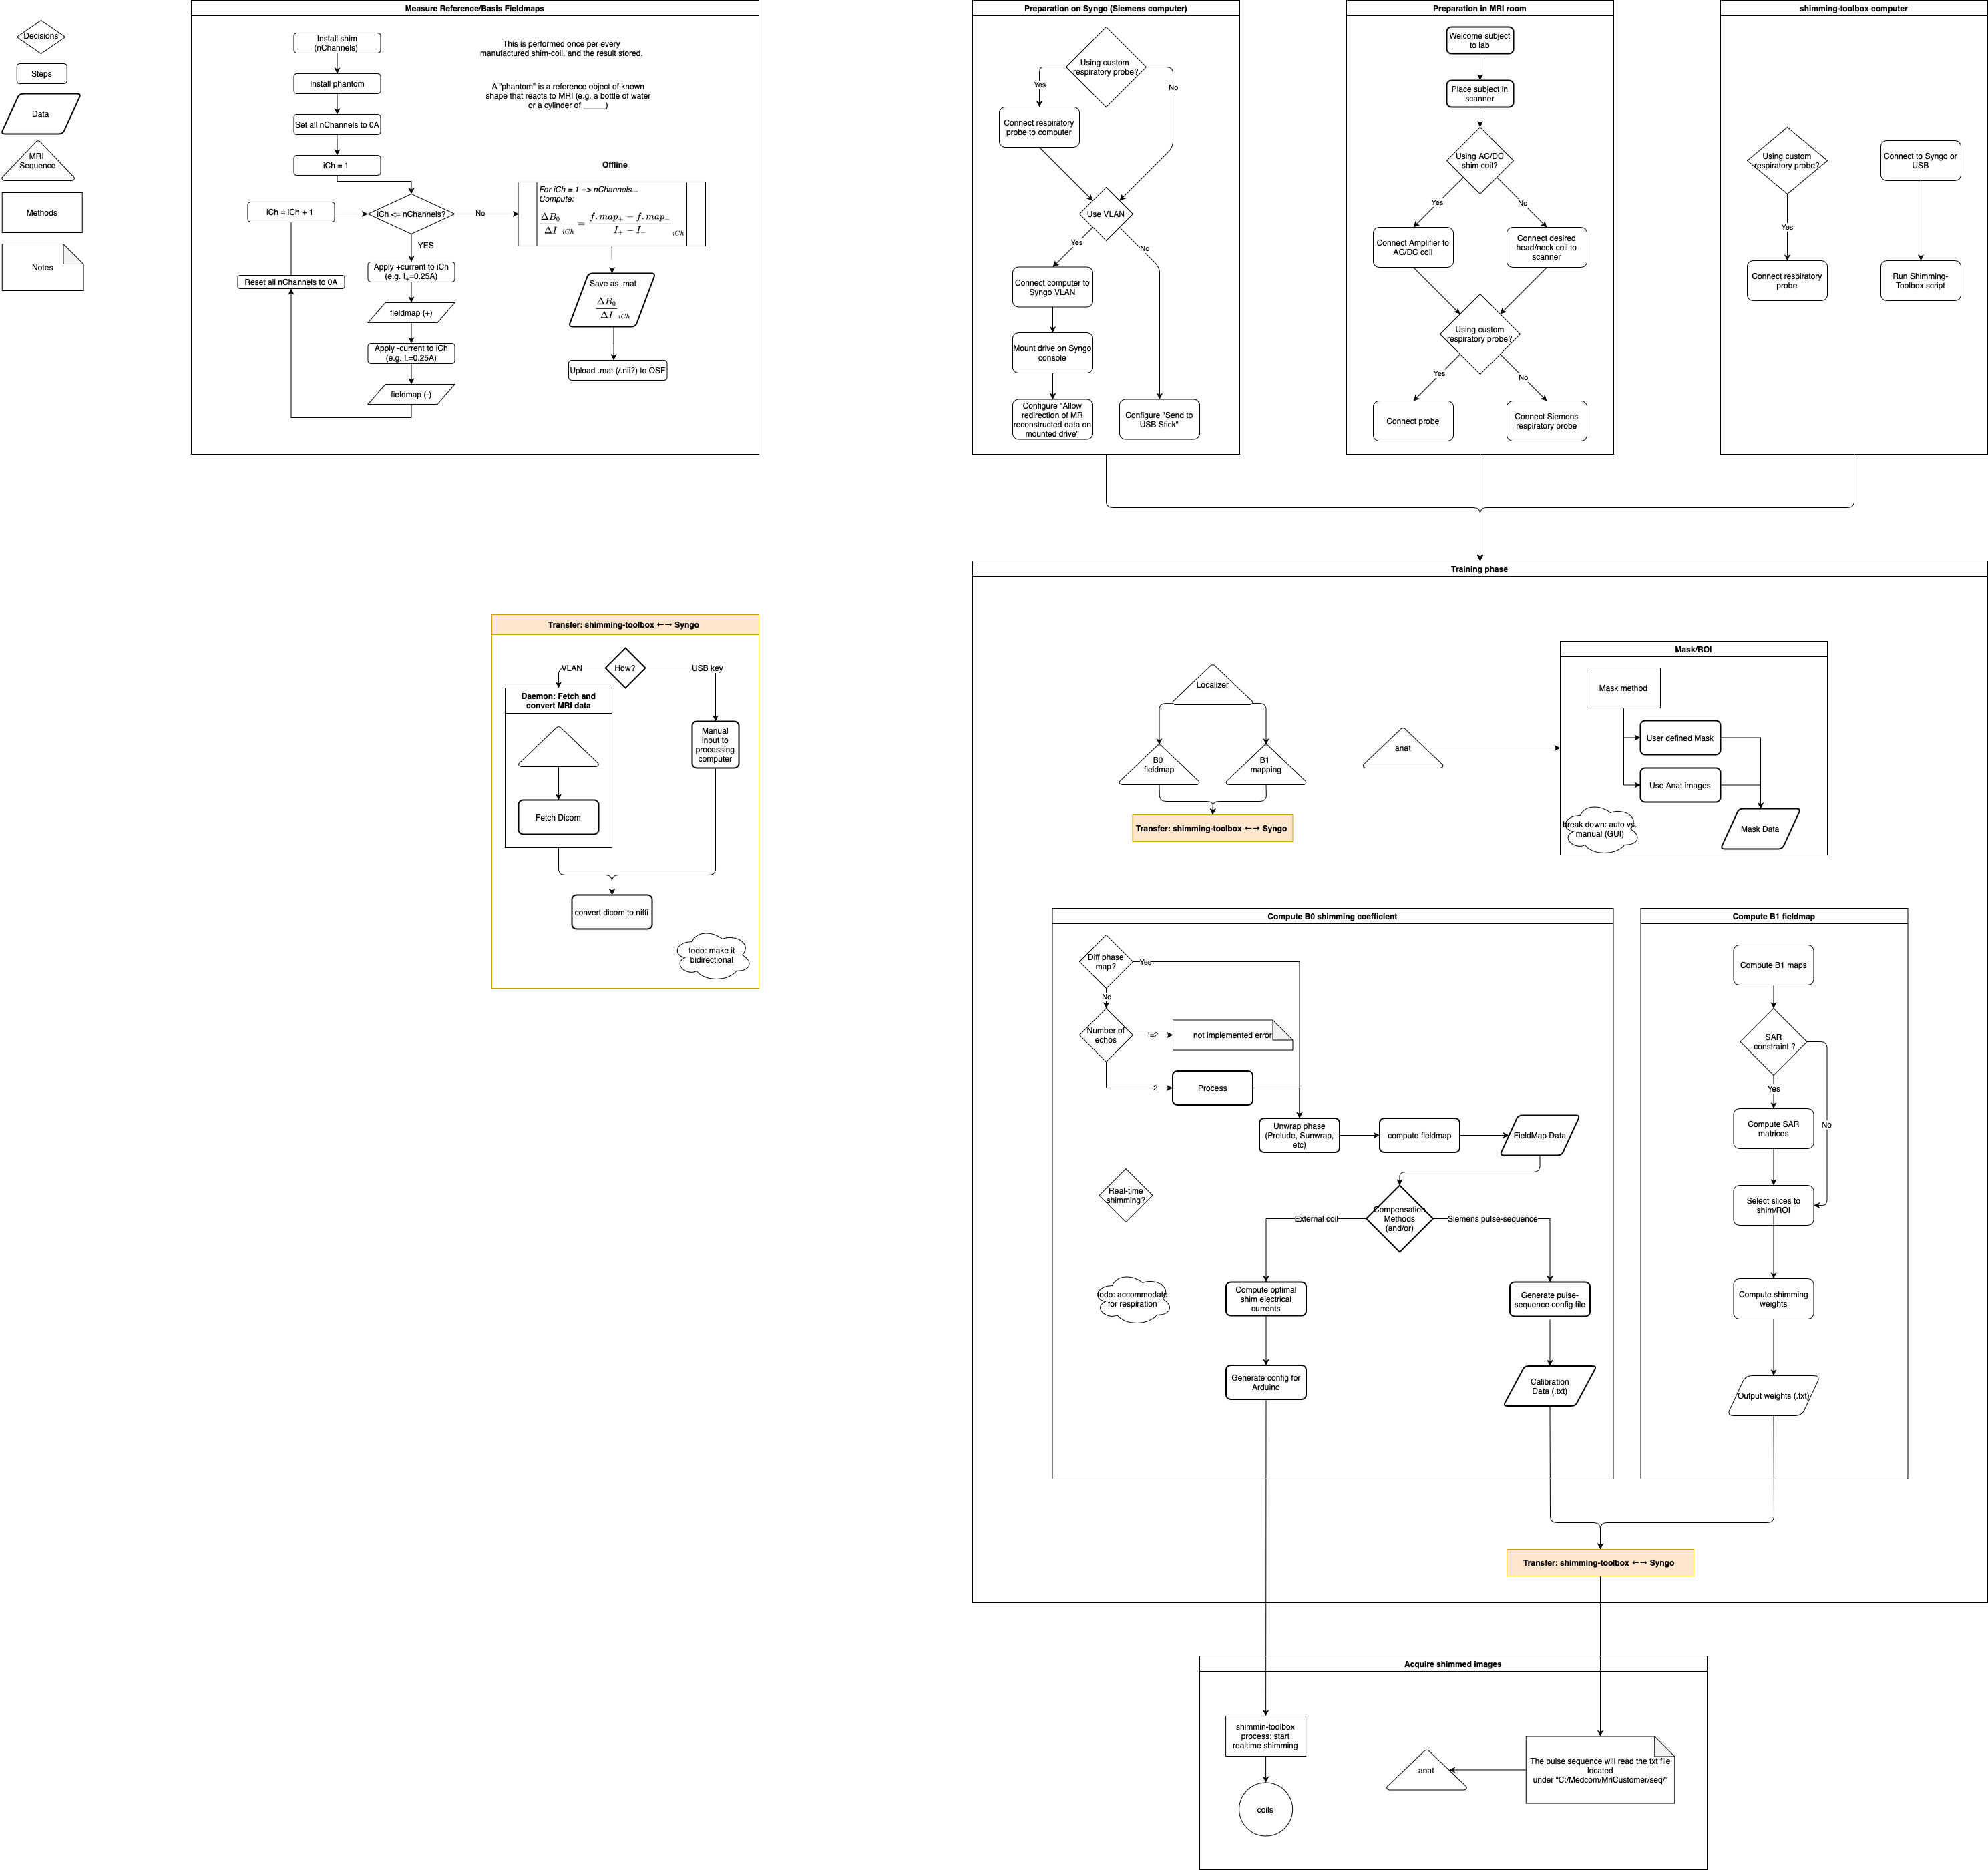 Decisions
Steps
Data
MRI
Sequence
Methods
Notes
Measure Reference/Basis Fieldmaps
Install shim
(nChannels)
Install phantom
Set all nChannels to 0A
iCh = 1
This is performed once per every
manufactured shim-coil, and the result stored.
A "phantom" is a reference object of known
shape that reacts to MRI (e.g. a bottle of water
or a cylinder of _____)
Offline
iCh = iCh + 1
iCh <= nChannels?
No
For iCh = 1 --> nChannels...
Compute:
ΔB₀/ΔI iCh = f.map₊ − f.map₋ / I₊ − I₋ iCh
YES
Reset all nChannels to 0A
Apply +current to iCh
(e.g. I₊=0.25A)
fieldmap (+)
Apply -current to iCh
(e.g. I₋=0.25A)
fieldmap (-)
Save as .mat
ΔB₀/ΔI iCh
Upload .mat (/.nii?) to OSF
Preparation on Syngo (Siemens computer)
Using custom
respiratory probe?
Yes
No
Connect respiratory
probe to computer
Use VLAN
Yes
No
Connect computer to
Syngo VLAN
Mount drive on Syngo
console
Configure "Allow
redirection of MR
reconstructed data on
mounted drive"
Configure "Send to
USB Stick"
Preparation in MRI room
Welcome subject
to lab
Place subject in
scanner
Using AC/DC
shim coil?
Yes
No
Connect Amplifier to
AC/DC coil
Connect desired
head/neck coil to
scanner
Using custom
respiratory probe?
Yes
No
Connect probe
Connect Siemens
respiratory probe
shimming-toolbox computer
Using custom
respiratory probe?
Yes
Connect respiratory
probe
Connect to Syngo or
USB
Run Shimming-
Toolbox script
Transfer: shimming-toolbox ←→ Syngo
How?
VLAN
USB key
Daemon: Fetch and
convert MRI data
Fetch Dicom
Manual
input to
processing
computer
convert dicom to nifti
todo: make it
bidirectional
Training phase
Localizer
B0
fieldmap
B1
mapping
Transfer: shimming-toolbox ←→ Syngo
anat
Mask/ROI
Mask method
User defined Mask
Use Anat images
break down: auto vs.
manual (GUI)
Mask Data
Compute B0 shimming coefficient
Diff phase
map?
Yes
No
Number of
echos
!=2
not implemented error
2
Process
Unwrap phase
(Prelude, Sunwrap,
etc)
compute fieldmap
FieldMap Data
Real-time
shimming?
Compensation
Methods
(and/or)
External coil
Siemens pulse-sequence
todo: accommodate
for respiration
Compute optimal
shim electrical
currents
Generate pulse-
sequence config file
Generate config for
Arduino
Calibration
Data (.txt)
Compute B1 fieldmap
Compute B1 maps
SAR
constraint ?
Yes
No
Compute SAR
matrices
Select slices to
shim/ROI
Compute shimming
weights
Output weights (.txt)
Transfer: shimming-toolbox ←→ Syngo
Acquire shimmed images
shimmin-toolbox
process: start
realtime shimming
coils
anat
The pulse sequence will read the txt file
located
under "C:/Medcom/MriCustomer/seq/"